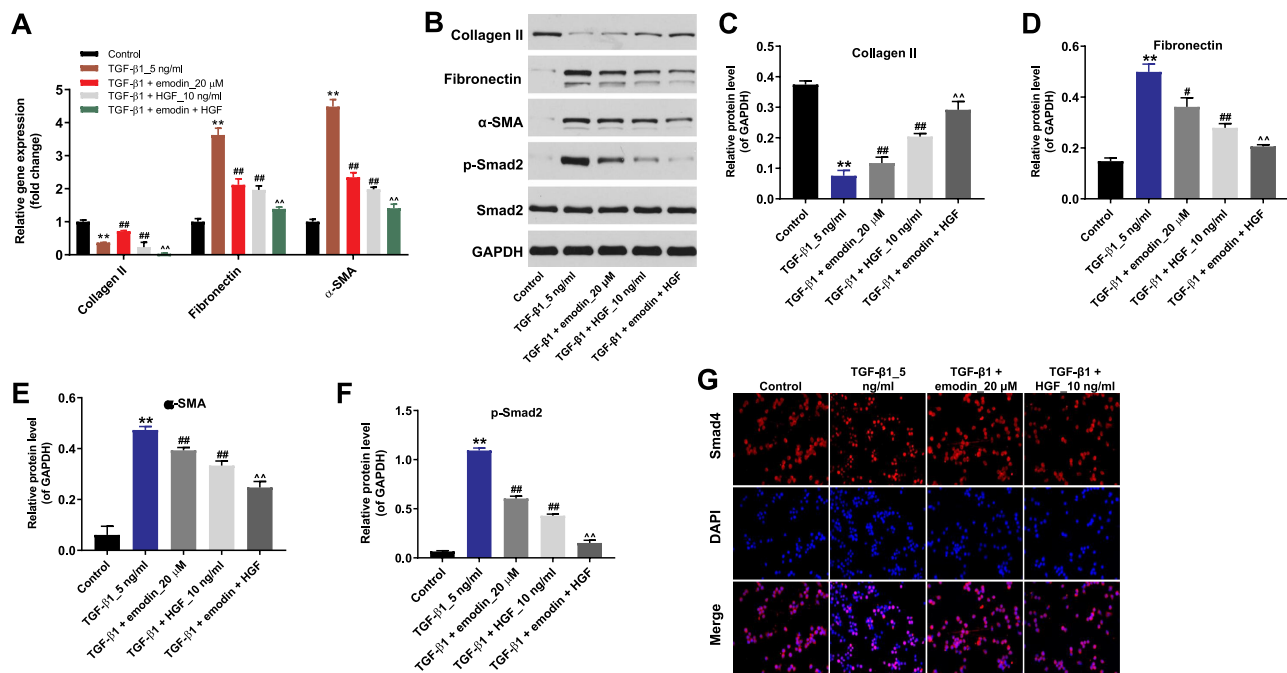 A
Control
TGF-β1_5 ng/ml
TGF-β1 + emodin_20 μM
TGF-β1 + HGF_10 ng/ml
TGF-β1 + emodin + HGF
Relative gene expression
(fold change)
5
4
3
2
1
0
**
##
##
^^
**
##
##
^^
**
##
##
^^
Collagen II
Fibronectin
α-SMA
B
Collagen II
Fibronectin
α-SMA
p-Smad2
Smad2
GAPDH
Control
TGF-β1_5 ng/ml
TGF-β1 + emodin_20 μM
TGF-β1 + HGF_10 ng/ml
TGF-β1 + emodin + HGF
C
Collagen II
Relative protein level
(of GAPDH)
0.5
0.4
0.3
0.2
0.1
0.0
**
##
##
^^
Control
TGF-β1_5 ng/ml
TGF-β1 + emodin_20 μM
TGF-β1 + HGF_10 ng/ml
TGF-β1 + emodin + HGF
D
Fibronectin
Relative protein level
(of GAPDH)
0.6
0.4
0.2
0.0
**
#
##
^^
Control
TGF-β1_5 ng/ml
TGF-β1 + emodin_20 μM
TGF-β1 + HGF_10 ng/ml
TGF-β1 + emodin + HGF
E
α-SMA
Relative protein level
(of GAPDH)
0.6
0.4
0.2
0.0
**
##
##
^^
Control
TGF-β1_5 ng/ml
TGF-β1 + emodin_20 μM
TGF-β1 + HGF_10 ng/ml
TGF-β1 + emodin + HGF
F
p-Smad2
Relative protein level
(of GAPDH)
1.5
1.0
0.5
0.0
**
##
##
^^
Control
TGF-β1_5 ng/ml
TGF-β1 + emodin_20 μM
TGF-β1 + HGF_10 ng/ml
TGF-β1 + emodin + HGF
G
Control
TGF-β1_5
ng/ml
TGF-β1 +
emodin_20 μM
TGF-β1 +
HGF_10 ng/ml
Smad4
DAPI
Merge